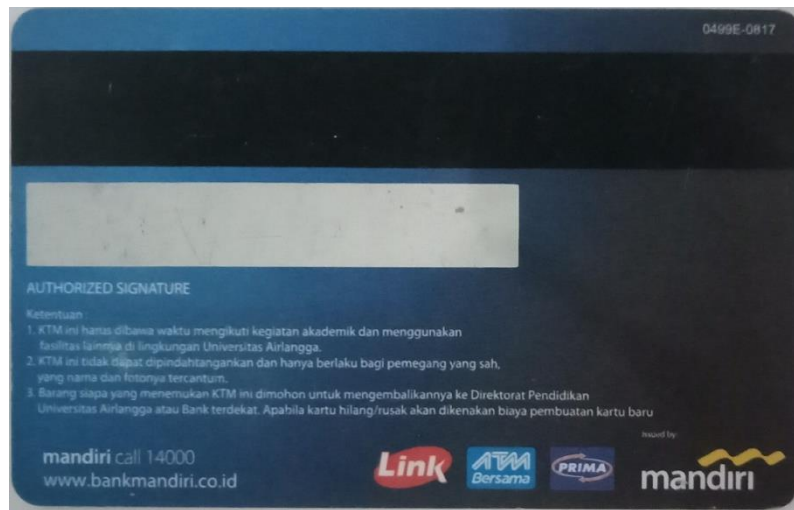 0499E-0817
AUTHORIZED SIGNATURE
Ketentuan :
1. KTM ini harus dibawa waktu mengikuti kegiatan akademik dan menggunakan
fasilitas lainnya di lingkungan Universitas Airlangga.
2. KTM ini tidak dapat dipindahtangankan dan hanya berlaku bagi pemegang yang sah,
yang nama dan fotonya tercantum.
3. Barang siapa yang menemukan KTM ini dimohon untuk mengembalikannya ke Direktorat Pendidikan
Universitas Airlangga atau Bank terdekat. Apabila kartu hilang/rusak akan dikenakan biaya pembuatan kartu baru
Issued by:
mandiri call 14000
www.bankmandiri.co.id
Link
ATM
Bersama
PRIMA
mandiri